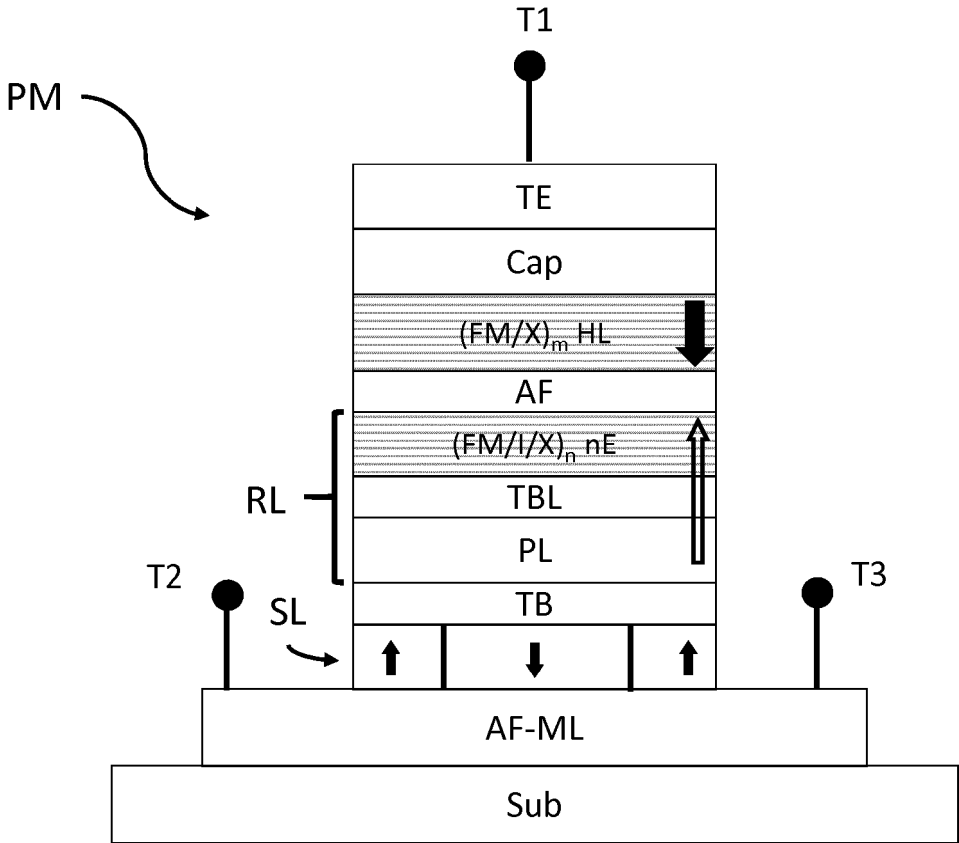 T1
PM
TE
Cap
(FM/X)m HL
AF
(FM/I/X)n nE
RL
TBL
PL
T2
T3
TB
SL
AF-ML
Sub